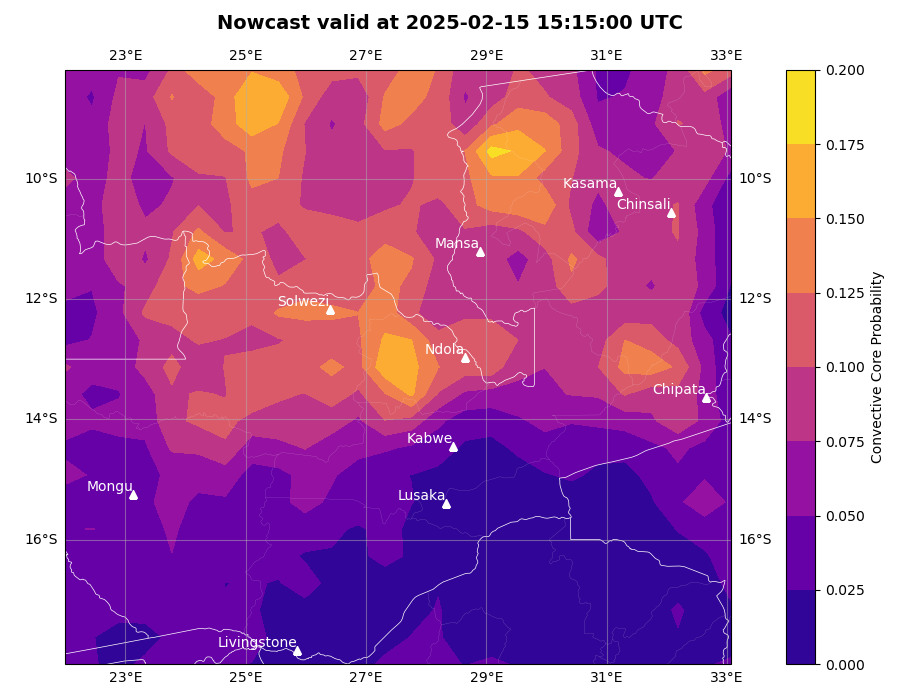 Nowcast valid at 2025-02-15 15:15:00 UTC
23°E 25°E 27°E 29°E 31°E 33°E
0.200
0.175
10°S Kasama 10°S
Chinsali
0.150
Mansa
0.125
12°S Solwezi 12°S
0.100
Ndola
Chipata
14°S 14°S
Kabwe
0.075
Mongu
Lusaka
0.050
16°S 16°S
0.025
Livingstone
0.000
Convective Core Probability
23°E 25°E 27°E 29°E 31°E 33°E